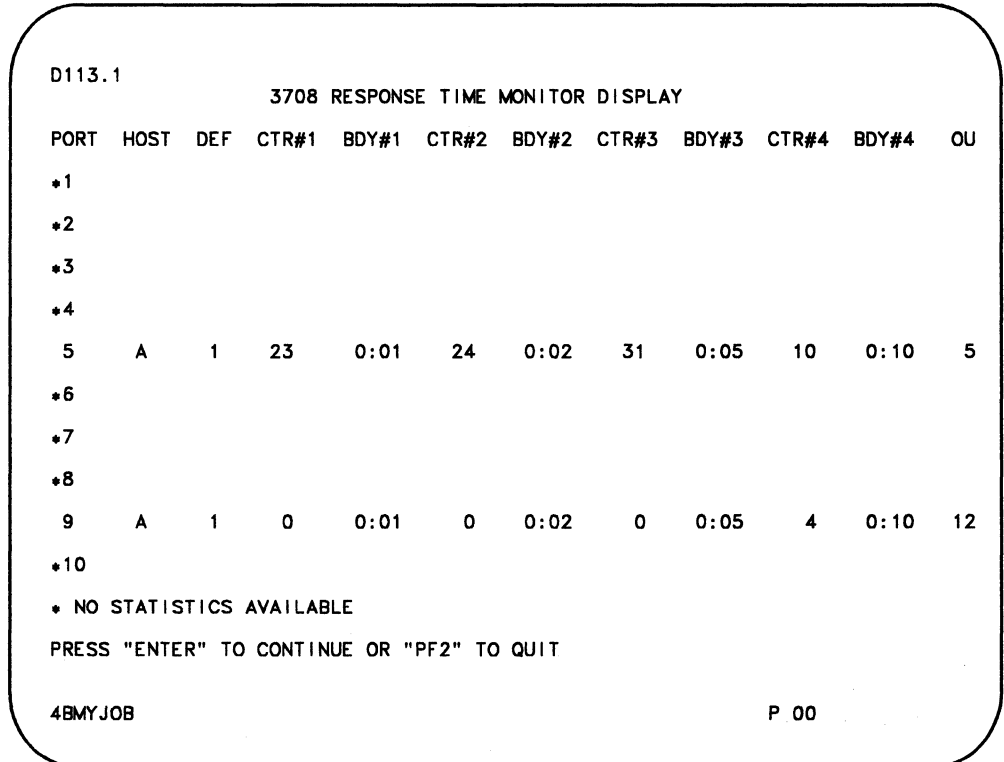 D113.1
3708 RESPONSE TIME MONITOR DISPLAY
PORT HOST DEF CTR#1 BDY#1 CTR#2 BDY#2 CTR#3 BDY#3 CTR#4 BDY#4 OU
*1
*2
*3
*4
5 A 1 23 0:01 24 0:02 31 0:05 10 0:10 5
*6
*7
*8
9 A 1 0 0:01 0 0:02 0 0:05 4 0:10 12
*10
* NO STATISTICS AVAILABLE
PRESS "ENTER" TO CONTINUE OR "PF2" TO QUIT
4BMYJOB P 00